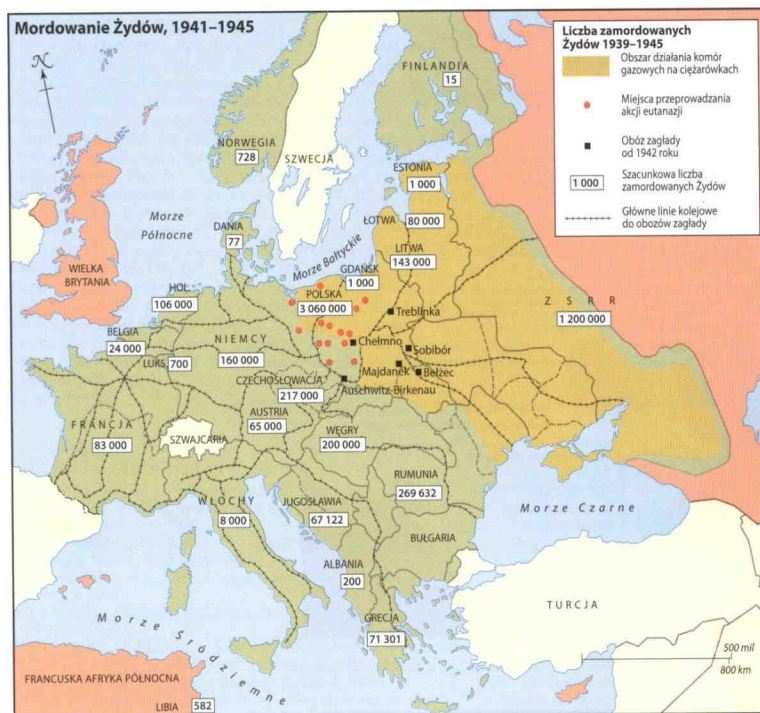 Mordowanie Żydów, 1941–1945
N
Liczba zamordowanych
Żydów 1939–1945
Obszar działania komór
gazowych na ciężarówkach
Miejsca przeprowadzania
akcji eutanazji
Obóz zagłady
od 1942 roku
1 000
Szacunkowa liczba
zamordowanych Żydów
Główne linie kolejowe
do obozów zagłady
FINLANDIA
15
NORWEGIA
728
SZWECJA
ESTONIA
1 000
Morze
Północne
DANIA
77
ŁOTWA
80 000
LITWA
143 000
Morze Bałtyckie
GDAŃSK
1 000
WIELKA
BRYTANIA
HOL.
106 000
POLSKA
3 060 000
Z S R R
1 200 000
Treblinka
BELGIA
24 000
NIEMCY
160 000
Chełmno
Sobibór
LUKS.
700
Majdanek
Bełżec
CZECHOSŁOWACJA
217 000
Auschwitz-Birkenau
FRANCJA
83 000
SZWAJCARIA
AUSTRIA
65 000
WĘGRY
200 000
RUMUNIA
269 632
WŁOCHY
8 000
JUGOSŁAWIA
67 122
Morze Czarne
BUŁGARIA
ALBANIA
200
GRECJA
71 301
TURCJA
Morze Śródziemne
500 mil
800 km
FRANCUSKA AFRYKA PÓŁNOCNA
LIBIA
582